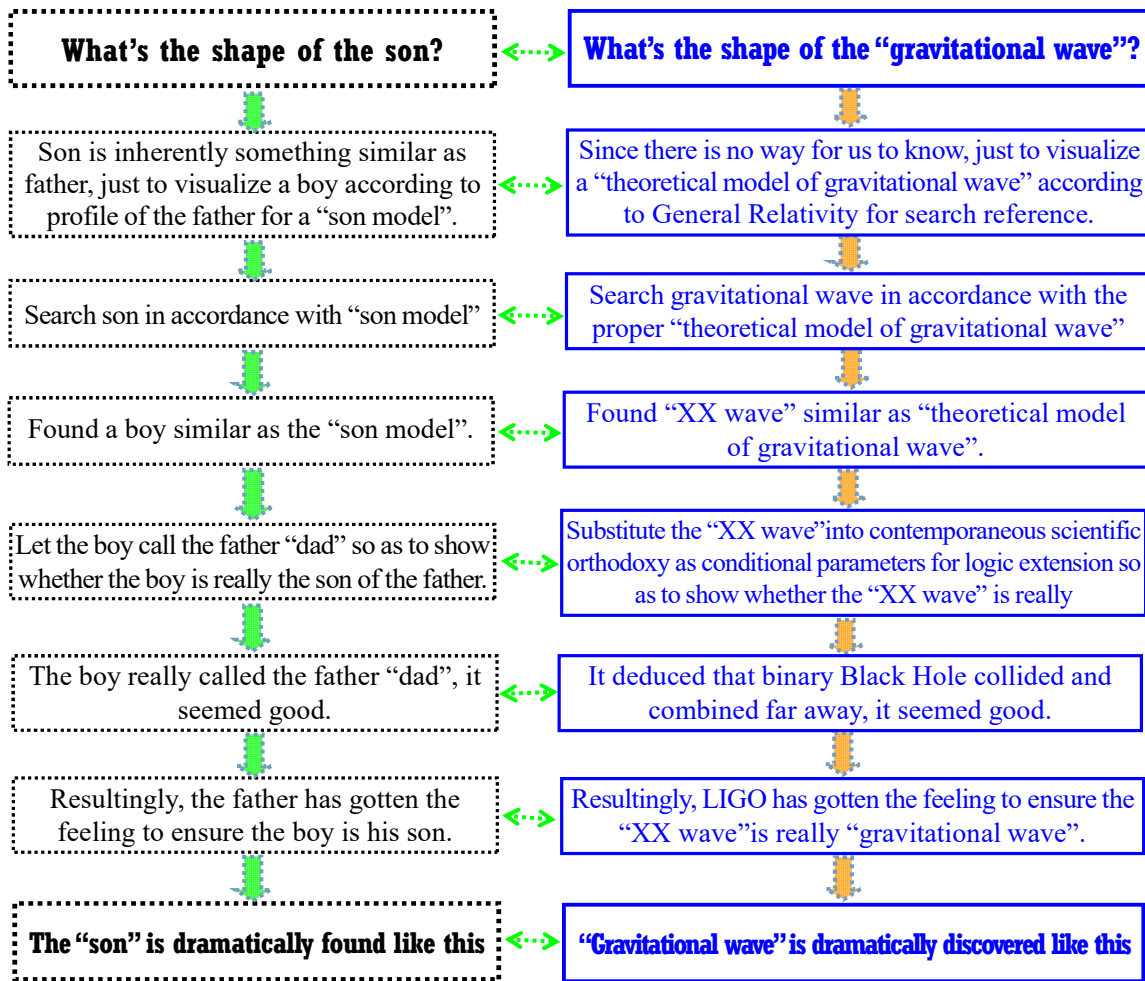 What's the shape of the son?
What's the shape of the “gravitational wave”?
Son is inherently something similar as
father, just to visualize a boy according to
profile of the father for a “son model”.
Since there is no way for us to know, just to visualize
a “theoretical model of gravitational wave” according
to General Relativity for search reference.
Search son in accordance with “son model”
Search gravitational wave in accordance with the
proper “theoretical model of gravitational wave”
Found a boy similar as the “son model”.
Found “XX wave” similar as “theoretical model
of gravitational wave”.
Let the boy call the father “dad” so as to show
whether the boy is really the son of the father.
Substitute the “XX wave”into contemporaneous scientific
orthodoxy as conditional parameters for logic extension so
as to show whether the “XX wave” is really
The boy really called the father “dad”, it
seemed good.
It deduced that binary Black Hole collided and
combined far away, it seemed good.
Resultingly, the father has gotten the
feeling to ensure the boy is his son.
Resultingly, LIGO has gotten the feeling to ensure the
“XX wave”is really “gravitational wave”.
The “son” is dramatically found like this
“Gravitational wave” is dramatically discovered like this